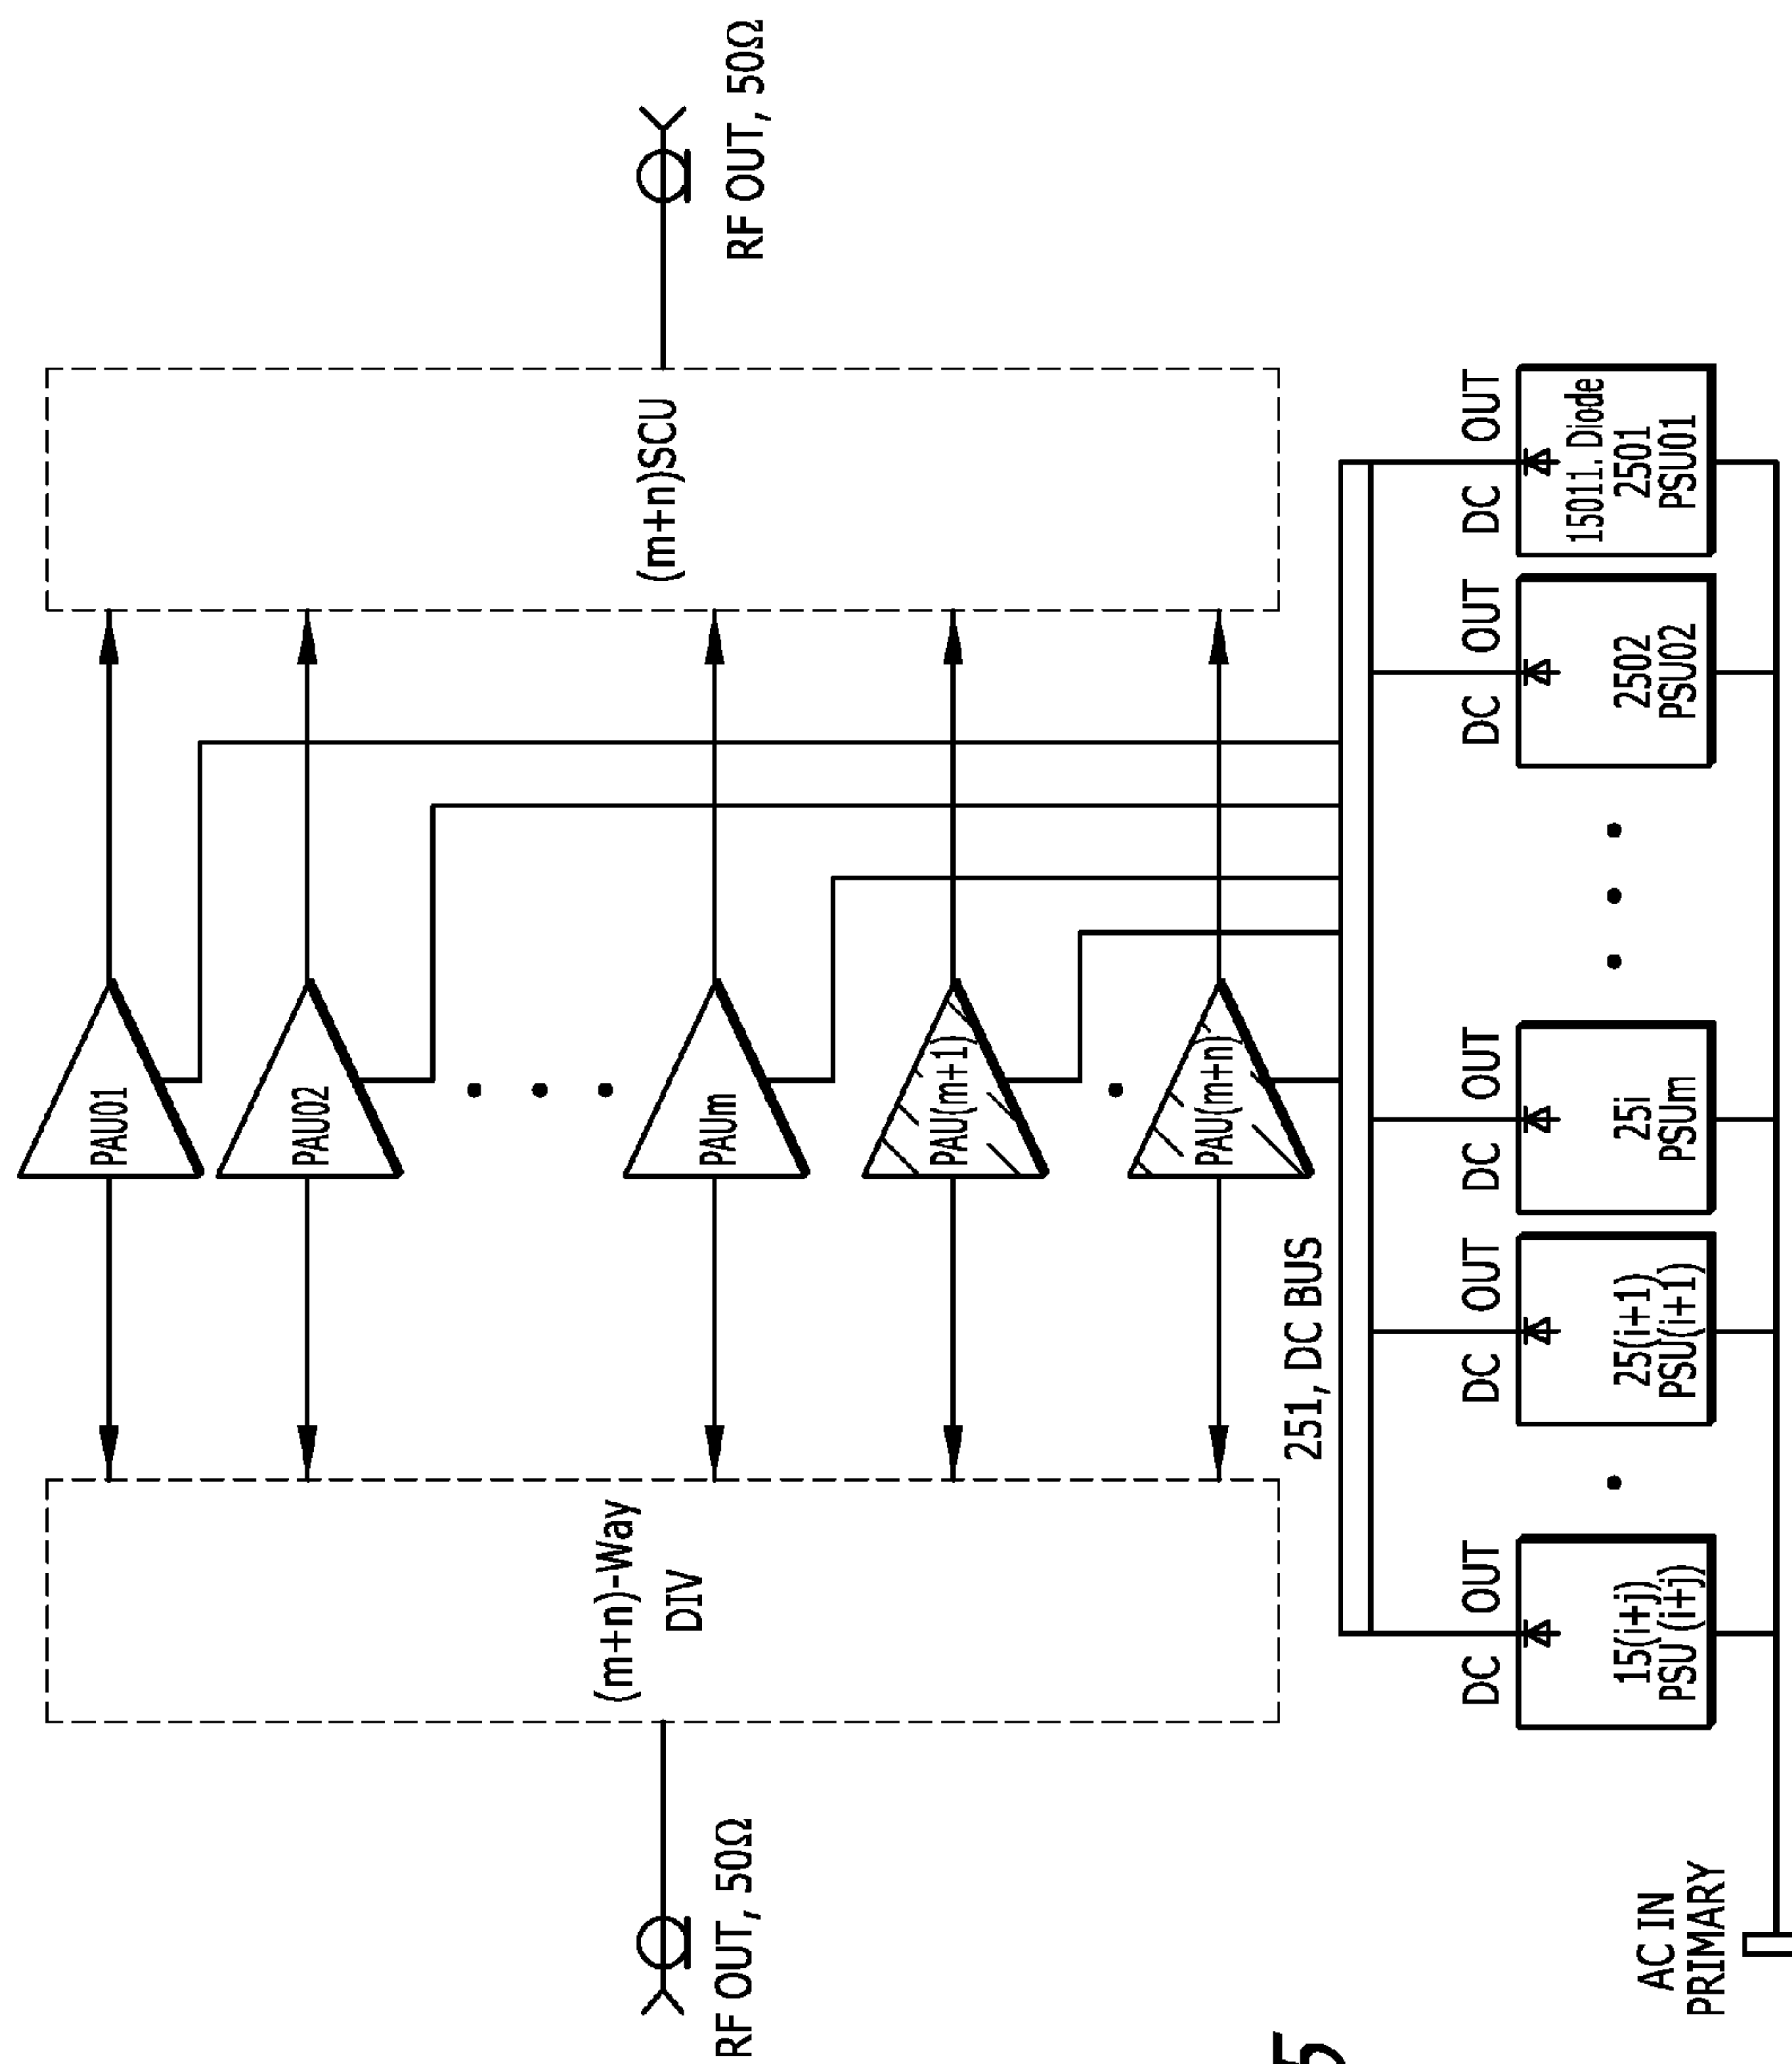 PAU01
PAU02
PAUm
PAU(m+1)
PAU(m+n)
(m+n)-Way
DIV
(m+n)SCU
RF OUT, 50Ω
RF OUT, 50Ω
251, DC BUS
DC OUT
DC OUT
DC OUT
DC OUT
DC OUT
15(i+j)
PSU (i+j)
25(i+1)
PSU(i+1)
25i
PSUm
2502
PSU02
15011. Diode
2501
PSU01
AC IN
PRIMARY
5